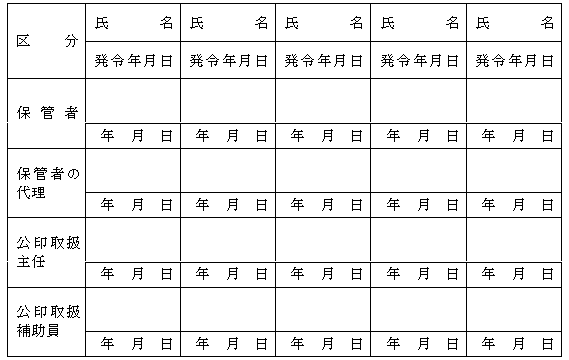 区　分　氏　名　氏　名　氏　名　氏　名　氏　名
発令年月日　発令年月日　発令年月日　発令年月日　発令年月日
保管者
年　月　日　年　月　日　年　月　日　年　月　日　年　月　日
保管者の
代理
年　月　日　年　月　日　年　月　日　年　月　日　年　月　日
公印取扱
主任
年　月　日　年　月　日　年　月　日　年　月　日　年　月　日
公印取扱
補助員
年　月　日　年　月　日　年　月　日　年　月　日　年　月　日